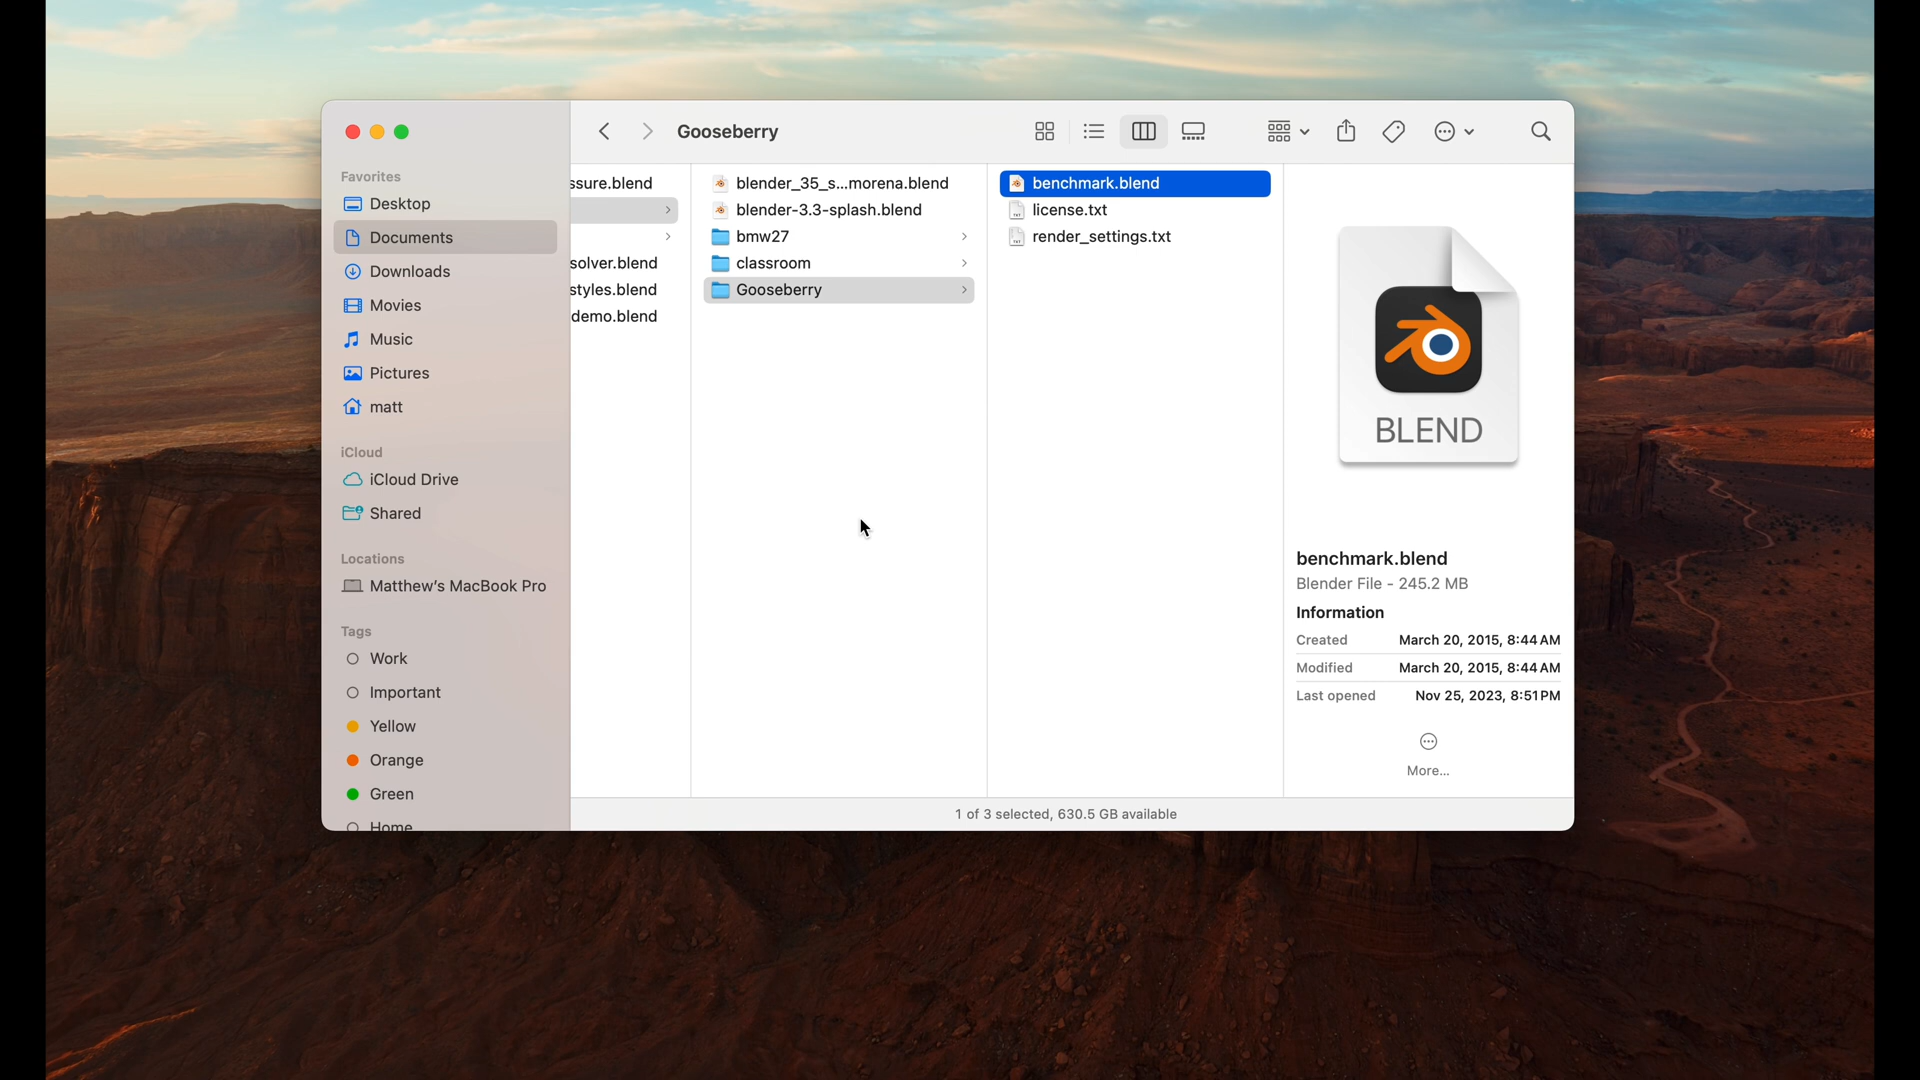 Gooseberry
Favorites
Desktop
Documents
Downloads
Movies
Music
Pictures
matt
iCloud
iCloud Drive
Shared
Locations
Matthew's MacBook Pro
Tags
Work
Important
Yellow
Orange
Green
Home
ssure.blend
solver.blend
styles.blend
demo.blend
blender_35_s...morena.blend
blender-3.3-splash.blend
bmw27
classroom
Gooseberry
benchmark.blend
license.txt
render_settings.txt
BLEND
benchmark.blend
Blender File - 245.2 MB
Information
Created March 20, 2015, 8:44 AM
Modified March 20, 2015, 8:44 AM
Last opened Nov 25, 2023, 8:51 PM
More...
1 of 3 selected, 630.5 GB available